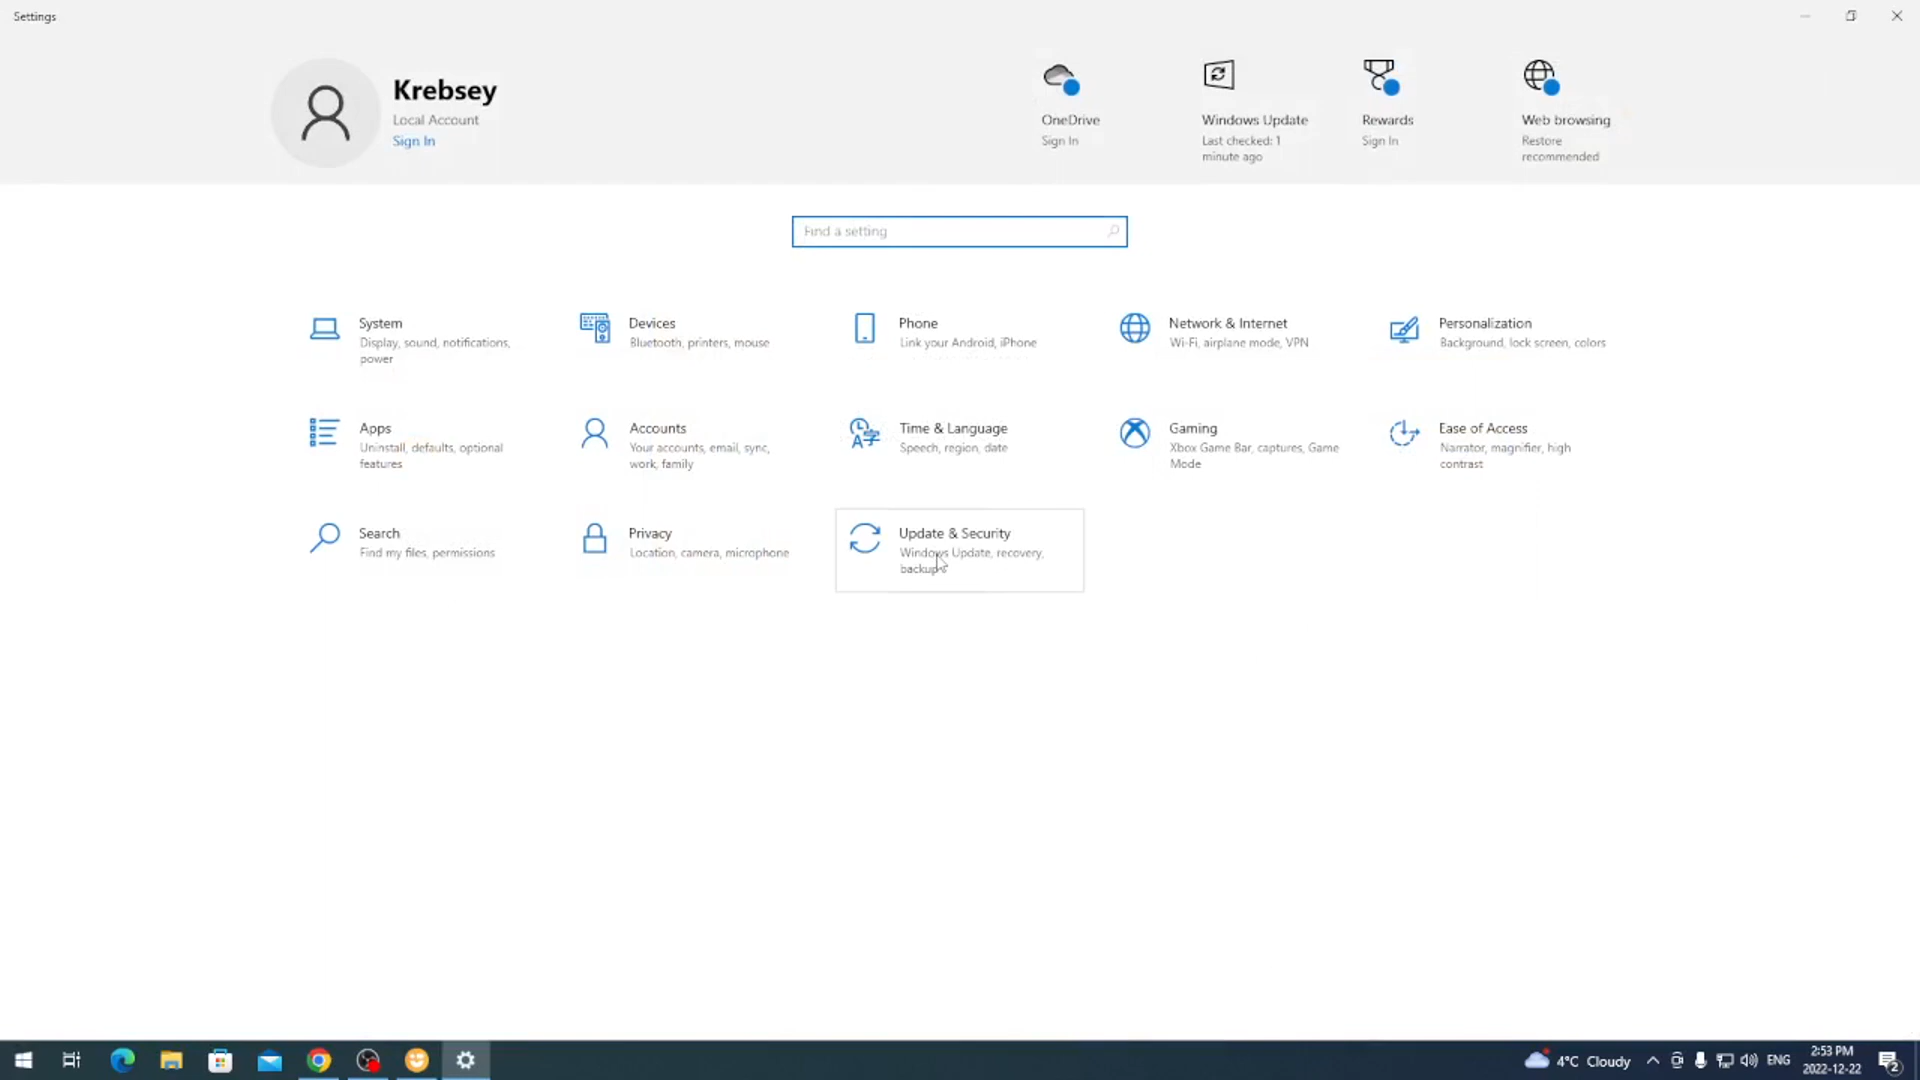 Settings
Krebsey
Local Account
Sign In
OneDrive
Sign In
Windows Update
Last checked: 1
minute ago
Rewards
Sign In
Web browsing
Restore
recommended
Find a setting
System
Display, sound, notifications,
power
Devices
Bluetooth, printers, mouse
Phone
Link your Android, iPhone
Network & Internet
Wi-Fi, airplane mode, VPN
Personalization
Background, lock screen, colors
Apps
Uninstall, defaults, optional
features
Accounts
Your accounts, email, sync,
work, family
Time & Language
Speech, region, date
Gaming
Xbox Game Bar, captures, Game
Mode
Ease of Access
Narrator, magnifier, high
contrast
Search
Find my files, permissions
Privacy
Location, camera, microphone
Update & Security
Windows Update, recovery,
backup
4°C Cloudy
ENG
2:53 PM
2022-12-22
2